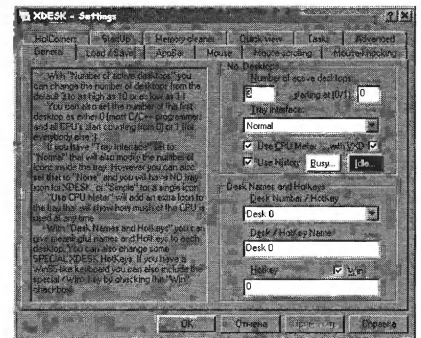 XDESK - Settings
HotCorners StartUp Memory cleaner Quick view Tasks Advanced
General Load / Save AppBar Mouse Mouse-scrolling Mouse-knocking
With "Number of active desktops" you
can change the number of desktops from the
default 3 to as high as 10 or as low as 1!
You can also set the number of the first
desktop as either 0 (most C/C++ programmer
and all CPU's start counting from 0) or 1 (for
everybody else).
If you have "Tray Interface" set to
"Normal" that will also modify the number of
icons inside the tray. However you can also
set that to "None" and you will have NO tray
icon for XDESK, or "Simple" for a single icon.
"Use CPU Meter" will add an extra icon to
the tray that will show how much of the CPU is
used at any time.
With "Desk Names and Hotkeys" you can
give meaningful names and HotKeys to each
desktop. You can also change some
SPECIAL XDESK HotKeys. If you have a
Win95-like keyboard you can also include the
special /Win/ key by checking the "Win"
checkbox.
No. Desktops
Number of active desktops:
starting at (0/1) 0
Tray interface:
Normal
Use CPU Meter ...with VXD
Use History Busy... Idle...
Desk Names and Hotkeys
Desk Number / HotKey
Desk 0
Desk / HotKey Name
Desk 0
HotKey Win
0
OK Отмена Справка